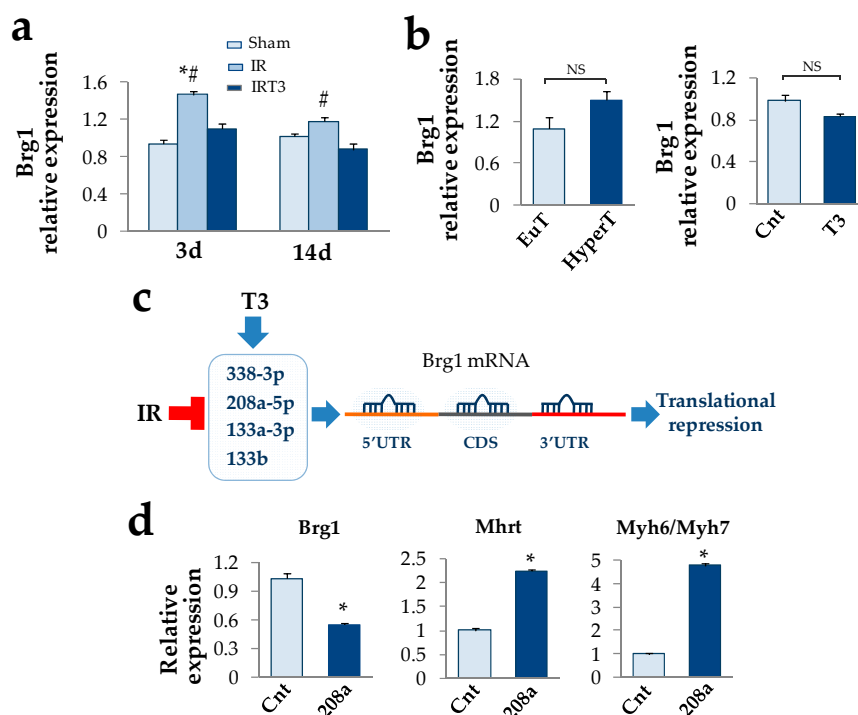 a
Brg1
relative expression
Sham
IR
IRT3
1.6
1.2
0.8
0.4
0
*#
#
3d
14d
b
Brg1
relative expression
1.8
1.2
0.6
0
NS
EuT
HyperT
Brg 1
relative expression
1.2
0.8
0.4
0
NS
Cnt
T3
c
T3
IR
338-3p
208a-5p
133a-3p
133b
Brg1 mRNA
5'UTR
CDS
3'UTR
Translational
repression
d
Relative
expression
Brg1
1.2
0.9
0.6
0.3
0
*
Cnt
208a
Mhrt
2.5
2
1.5
1
0.5
0
*
Cnt
208a
Myh6/Myh7
5
4
3
2
1
0
*
Cnt
208a